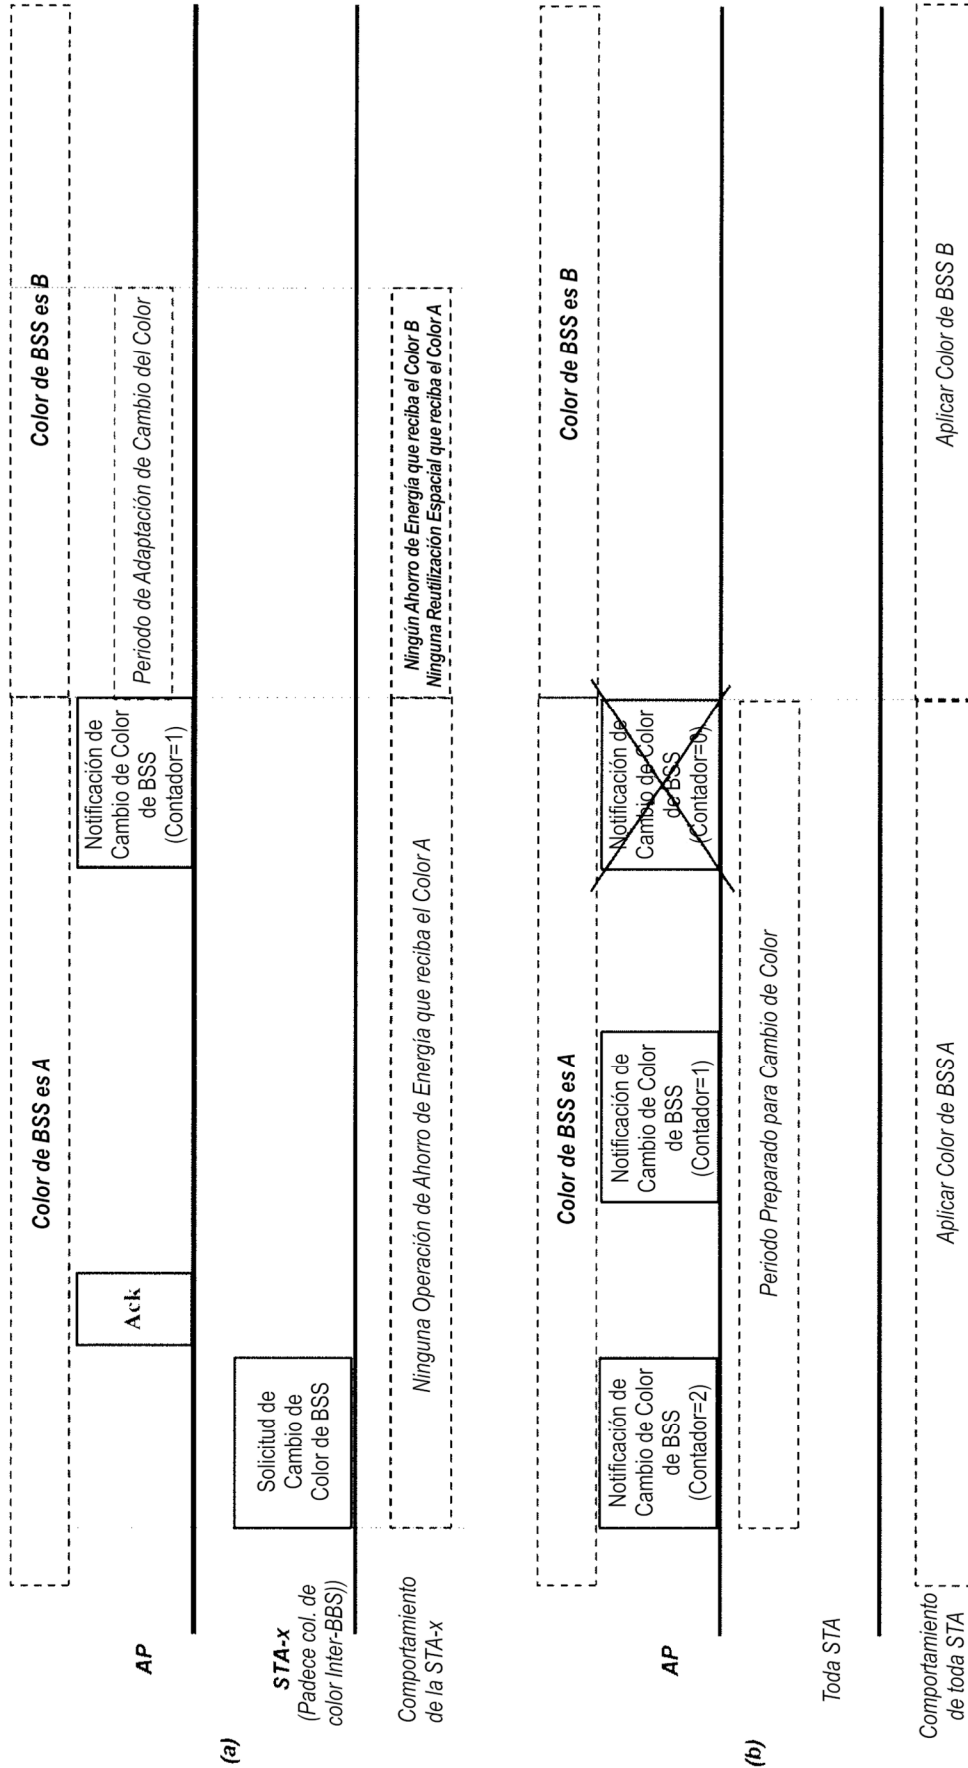 (a)
Color de BSS es A
Color de BSS es B
AP
Ack
Notificación de
Cambio de Color
de BSS
(Contador=1)
Periodo de Adaptación de Cambio del Color
STA-x
(Padece col. de
color Inter-BBS))
Solicitud de
Cambio de
Color de BSS
Comportamiento
de la STA-x
Ninguna Operación de Ahorro de Energía que reciba el Color A
Ningún Ahorro de Energía que reciba el Color B
Ninguna Reutilización Espacial que reciba el Color A
(b)
Color de BSS es A
Color de BSS es B
AP
Notificación de
Cambio de Color
de BSS
(Contador=2)
Notificación de
Cambio de Color
de BSS
(Contador=1)
Notificación de
Cambio de Color
de BSS
(Contador=0)
Periodo Preparado para Cambio de Color
Toda STA
Comportamiento
de toda STA
Aplicar Color de BSS A
Aplicar Color de BSS B